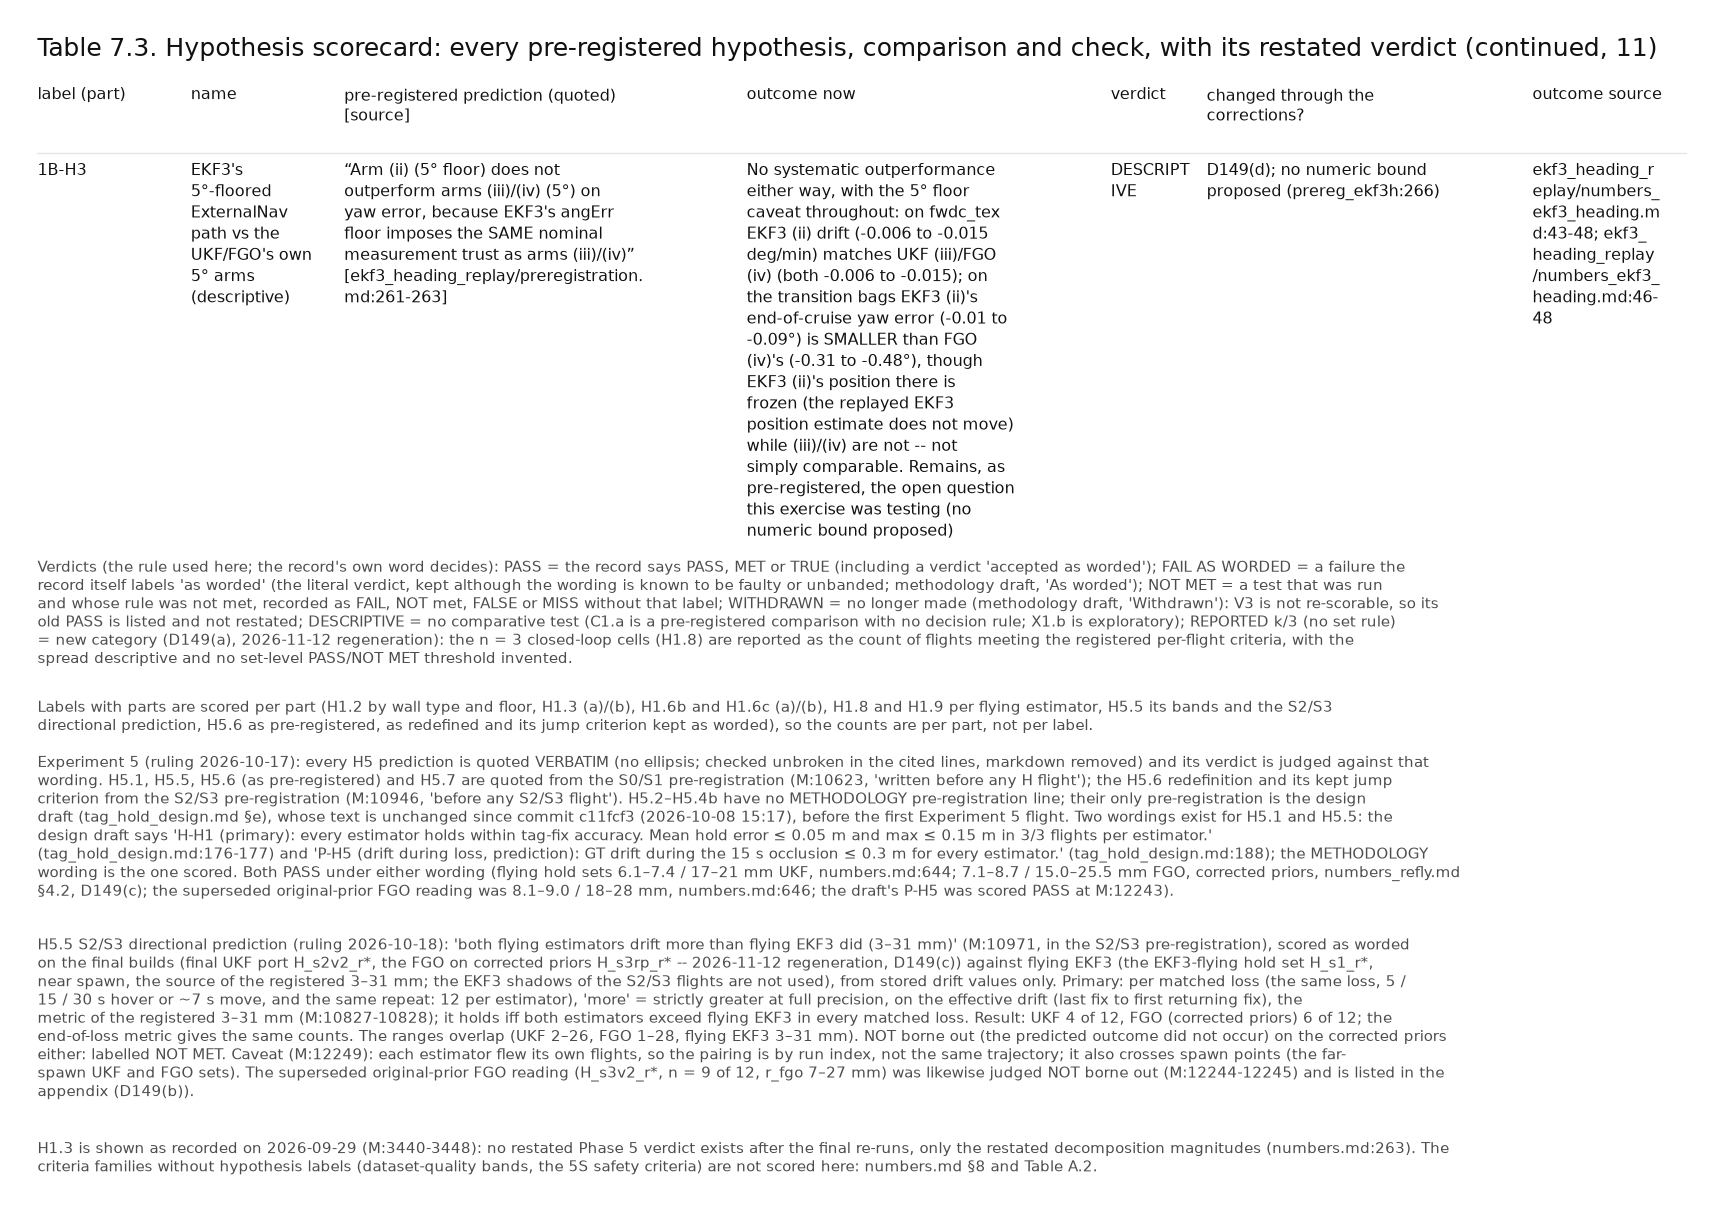 Table 7.3. Hypothesis scorecard: every pre-registered hypothesis, comparison and check, with its restated verdict (continued, 11)
label (part)
name
pre-registered prediction (quoted)
[source]
outcome now
verdict
changed through the
corrections?
outcome source
1B-H3
EKF3's
5°-floored
ExternalNav
path vs the
UKF/FGO's own
5° arms
(descriptive)
“Arm (ii) (5° floor) does not
outperform arms (iii)/(iv) (5°) on
yaw error, because EKF3's angErr
floor imposes the SAME nominal
measurement trust as arms (iii)/(iv)”
[ekf3_heading_replay/preregistration.
md:261-263]
No systematic outperformance
either way, with the 5° floor
caveat throughout: on fwdc_tex
EKF3 (ii) drift (-0.006 to -0.015
deg/min) matches UKF (iii)/FGO
(iv) (both -0.006 to -0.015); on
the transition bags EKF3 (ii)'s
end-of-cruise yaw error (-0.01 to
-0.09°) is SMALLER than FGO
(iv)'s (-0.31 to -0.48°), though
EKF3 (ii)'s position there is
frozen (the replayed EKF3
position estimate does not move)
while (iii)/(iv) are not -- not
simply comparable. Remains, as
pre-registered, the open question
this exercise was testing (no
numeric bound proposed)
DESCRIPT
IVE
D149(d); no numeric bound
proposed (prereg_ekf3h:266)
ekf3_heading_r
eplay/numbers_
ekf3_heading.m
d:43-48; ekf3_
heading_replay
/numbers_ekf3_
heading.md:46-
48
Verdicts (the rule used here; the record's own word decides): PASS = the record says PASS, MET or TRUE (including a verdict 'accepted as worded'); FAIL AS WORDED = a failure the
record itself labels 'as worded' (the literal verdict, kept although the wording is known to be faulty or unbanded; methodology draft, 'As worded'); NOT MET = a test that was run
and whose rule was not met, recorded as FAIL, NOT met, FALSE or MISS without that label; WITHDRAWN = no longer made (methodology draft, 'Withdrawn'): V3 is not re-scorable, so its
old PASS is listed and not restated; DESCRIPTIVE = no comparative test (C1.a is a pre-registered comparison with no decision rule; X1.b is exploratory); REPORTED k/3 (no set rule)
= new category (D149(a), 2026-11-12 regeneration): the n = 3 closed-loop cells (H1.8) are reported as the count of flights meeting the registered per-flight criteria, with the
spread descriptive and no set-level PASS/NOT MET threshold invented.
Labels with parts are scored per part (H1.2 by wall type and floor, H1.3 (a)/(b), H1.6b and H1.6c (a)/(b), H1.8 and H1.9 per flying estimator, H5.5 its bands and the S2/S3
directional prediction, H5.6 as pre-registered, as redefined and its jump criterion kept as worded), so the counts are per part, not per label.
Experiment 5 (ruling 2026-10-17): every H5 prediction is quoted VERBATIM (no ellipsis; checked unbroken in the cited lines, markdown removed) and its verdict is judged against that
wording. H5.1, H5.5, H5.6 (as pre-registered) and H5.7 are quoted from the S0/S1 pre-registration (M:10623, 'written before any H flight'); the H5.6 redefinition and its kept jump
criterion from the S2/S3 pre-registration (M:10946, 'before any S2/S3 flight'). H5.2–H5.4b have no METHODOLOGY pre-registration line; their only pre-registration is the design
draft (tag_hold_design.md §e), whose text is unchanged since commit c11fcf3 (2026-10-08 15:17), before the first Experiment 5 flight. Two wordings exist for H5.1 and H5.5: the
design draft says 'H-H1 (primary): every estimator holds within tag-fix accuracy. Mean hold error ≤ 0.05 m and max ≤ 0.15 m in 3/3 flights per estimator.'
(tag_hold_design.md:176-177) and 'P-H5 (drift during loss, prediction): GT drift during the 15 s occlusion ≤ 0.3 m for every estimator.' (tag_hold_design.md:188); the METHODOLOGY
wording is the one scored. Both PASS under either wording (flying hold sets 6.1–7.4 / 17–21 mm UKF, numbers.md:644; 7.1–8.7 / 15.0–25.5 mm FGO, corrected priors, numbers_refly.md
§4.2, D149(c); the superseded original-prior FGO reading was 8.1–9.0 / 18–28 mm, numbers.md:646; the draft's P-H5 was scored PASS at M:12243).
H5.5 S2/S3 directional prediction (ruling 2026-10-18): 'both flying estimators drift more than flying EKF3 did (3–31 mm)' (M:10971, in the S2/S3 pre-registration), scored as worded
on the final builds (final UKF port H_s2v2_r*, the FGO on corrected priors H_s3rp_r* -- 2026-11-12 regeneration, D149(c)) against flying EKF3 (the EKF3-flying hold set H_s1_r*,
near spawn, the source of the registered 3–31 mm; the EKF3 shadows of the S2/S3 flights are not used), from stored drift values only. Primary: per matched loss (the same loss, 5 /
15 / 30 s hover or ~7 s move, and the same repeat: 12 per estimator), 'more' = strictly greater at full precision, on the effective drift (last fix to first returning fix), the
metric of the registered 3–31 mm (M:10827-10828); it holds iff both estimators exceed flying EKF3 in every matched loss. Result: UKF 4 of 12, FGO (corrected priors) 6 of 12; the
end-of-loss metric gives the same counts. The ranges overlap (UKF 2–26, FGO 1–28, flying EKF3 3–31 mm). NOT borne out (the predicted outcome did not occur) on the corrected priors
either: labelled NOT MET. Caveat (M:12249): each estimator flew its own flights, so the pairing is by run index, not the same trajectory; it also crosses spawn points (the far-
spawn UKF and FGO sets). The superseded original-prior FGO reading (H_s3v2_r*, n = 9 of 12, r_fgo 7–27 mm) was likewise judged NOT borne out (M:12244-12245) and is listed in the
appendix (D149(b)).
H1.3 is shown as recorded on 2026-09-29 (M:3440-3448): no restated Phase 5 verdict exists after the final re-runs, only the restated decomposition magnitudes (numbers.md:263). The
criteria families without hypothesis labels (dataset-quality bands, the 5S safety criteria) are not scored here: numbers.md §8 and Table A.2.